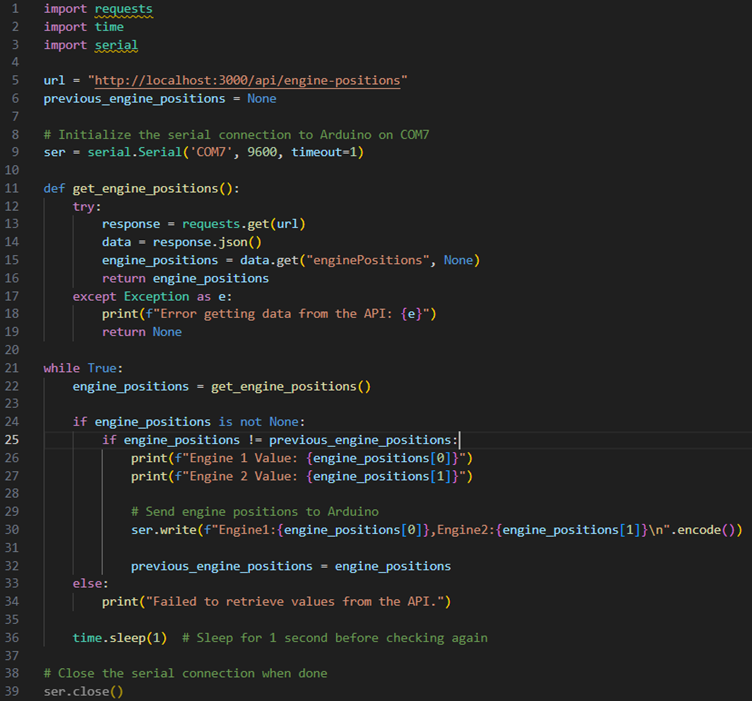 1 import requests
2 import time
3 import serial
4
5 url = "http://localhost:3000/api/engine-positions"
6 previous_engine_positions = None
7
8 # Initialize the serial connection to Arduino on COM7
9 ser = serial.Serial('COM7', 9600, timeout=1)
10
11 def get_engine_positions():
12     try:
13         response = requests.get(url)
14         data = response.json()
15         engine_positions = data.get("enginePositions", None)
16         return engine_positions
17     except Exception as e:
18         print(f"Error getting data from the API: {e}")
19         return None
20
21 while True:
22     engine_positions = get_engine_positions()
23
24     if engine_positions is not None:
25         if engine_positions != previous_engine_positions:
26             print(f"Engine 1 Value: {engine_positions[0]}")
27             print(f"Engine 2 Value: {engine_positions[1]}")
28
29             # Send engine positions to Arduino
30             ser.write(f"Engine1:{engine_positions[0]},Engine2:{engine_positions[1]}\n".encode())
31
32             previous_engine_positions = engine_positions
33     else:
34         print("Failed to retrieve values from the API.")
35
36     time.sleep(1)  # Sleep for 1 second before checking again
37
38 # Close the serial connection when done
39 ser.close()